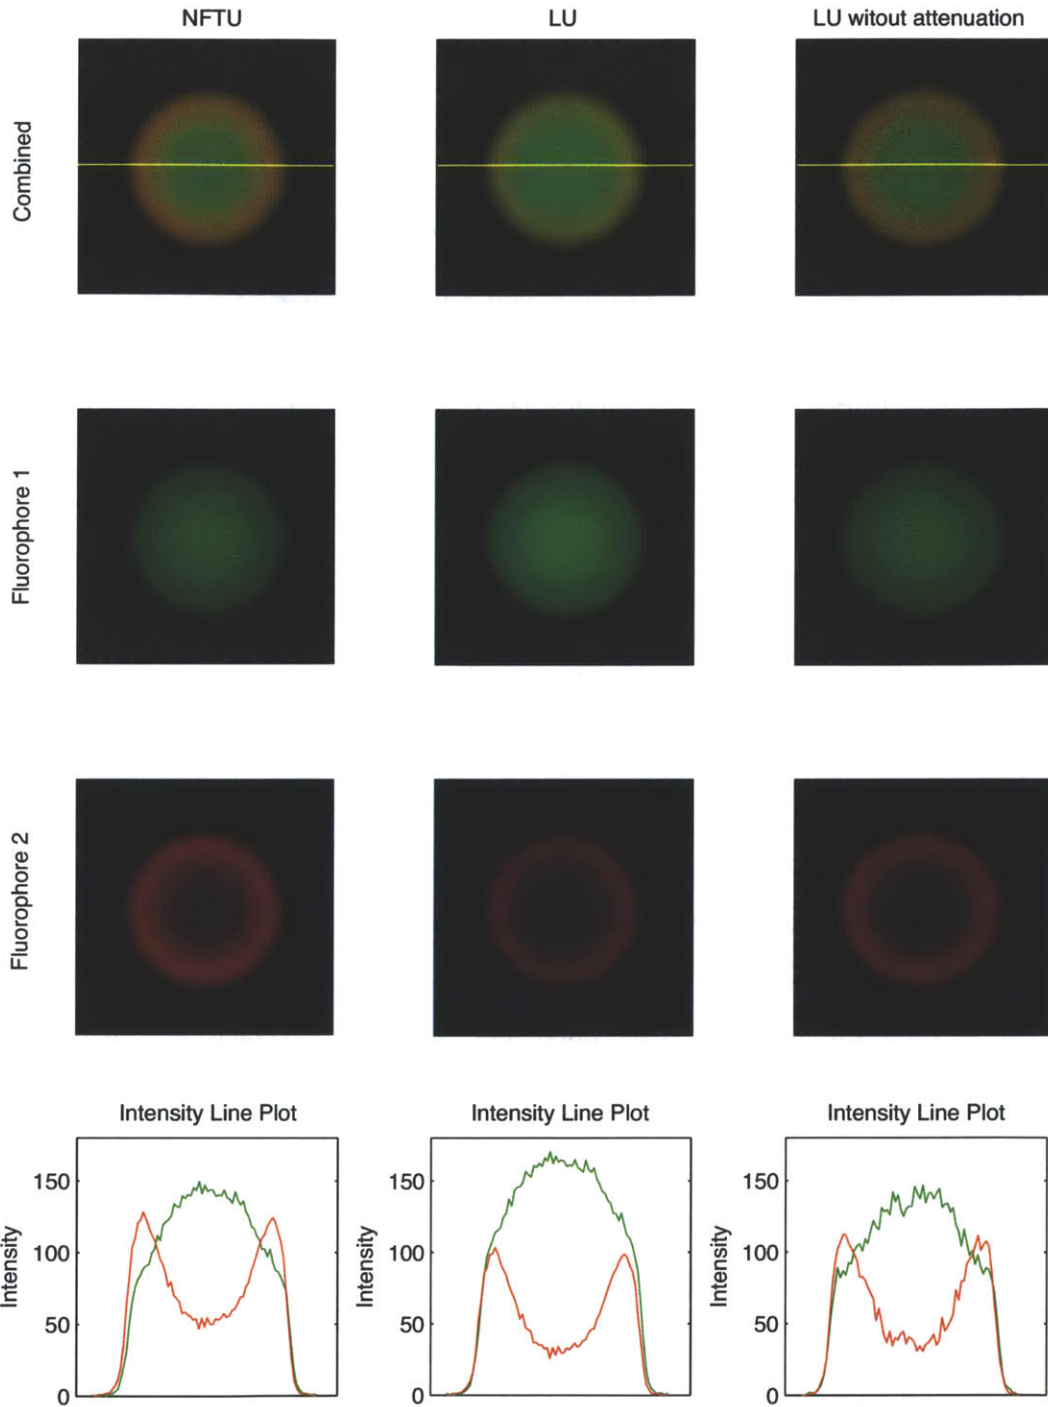 NFTU
LU
LU witout attenuation
Combined
Fluorophore 1
Fluorophore 2
Intensity Line Plot
Intensity Line Plot
Intensity Line Plot
Intensity
150
100
50
0
Intensity
150
100
50
0
Intensity
150
100
50
0